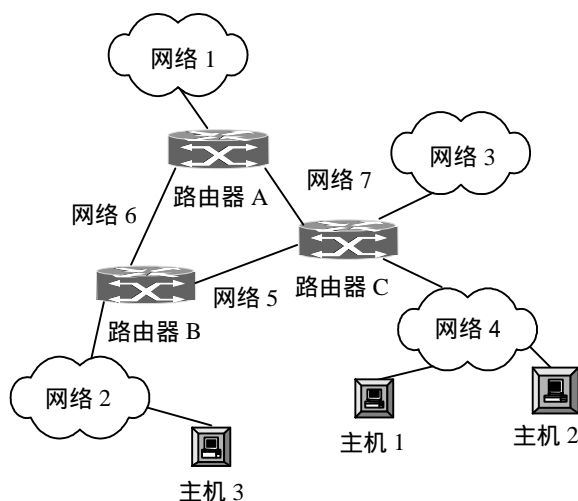 网络 1
路由器 A
网络 3
网络 7
网络 6
路由器 C
网络 5
路由器 B
网络 4
网络 2
主机 1
主机 2
主机 3